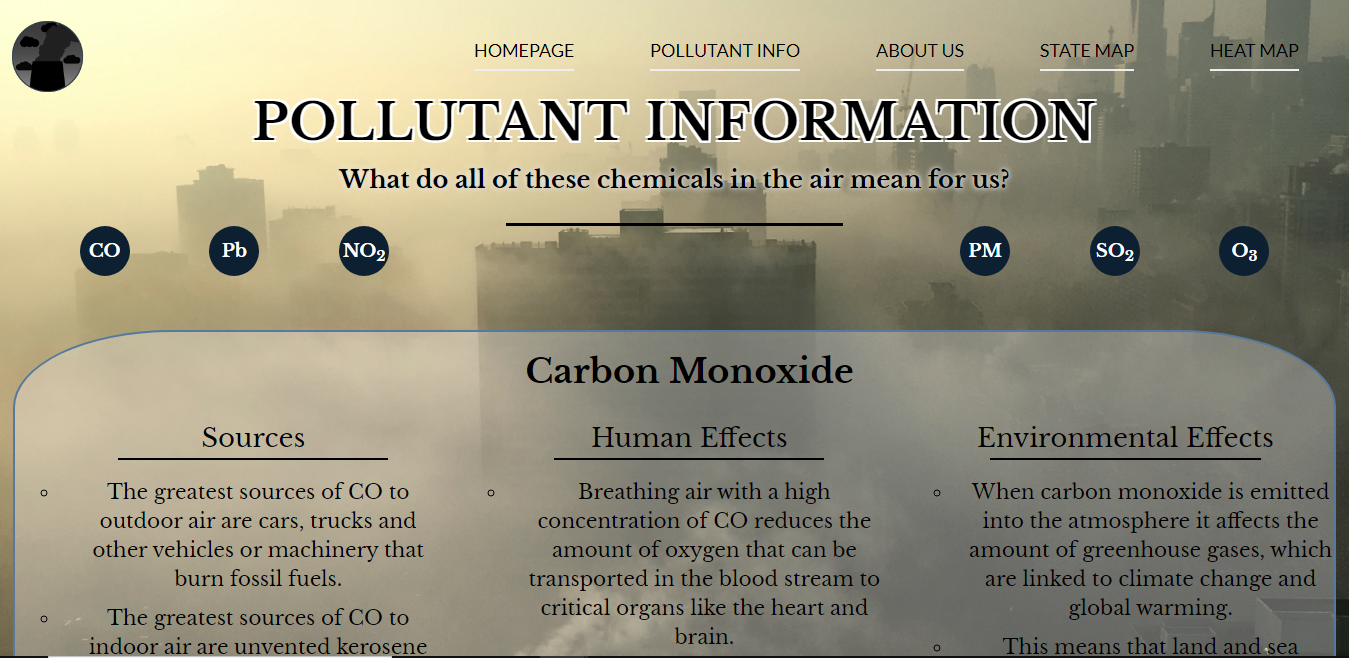 HOMEPAGE POLLUTANT INFO ABOUT US STATE MAP HEAT MAP
POLLUTANT INFORMATION
What do all of these chemicals in the air mean for us?
CO Pb NO₂ PM SO₂ O₃
Carbon Monoxide
Sources
The greatest sources of CO to
outdoor air are cars, trucks and
other vehicles or machinery that
burn fossil fuels.
The greatest sources of CO to
indoor air are unvented kerosene
Human Effects
Breathing air with a high
concentration of CO reduces the
amount of oxygen that can be
transported in the blood stream to
critical organs like the heart and
brain.
Environmental Effects
When carbon monoxide is emitted
into the atmosphere it affects the
amount of greenhouse gases, which
are linked to climate change and
global warming.
This means that land and sea